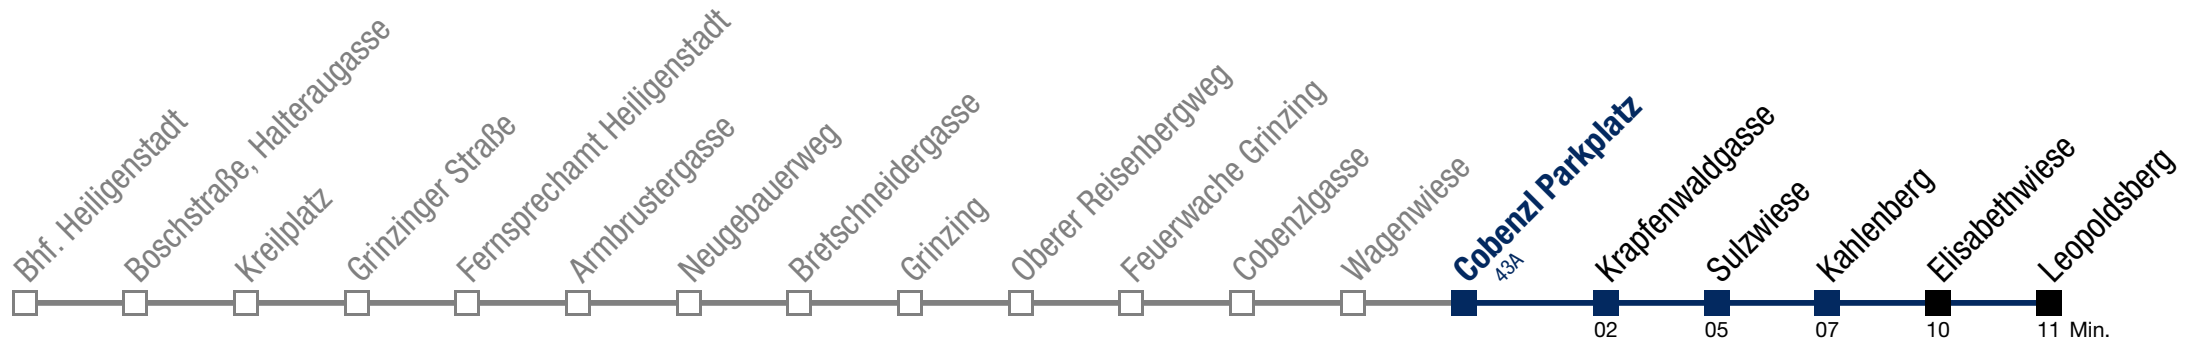 Bhf. Heiligenstadt
Boschstraße, Halteraugasse
Kreilplatz
Grinzinger Straße
Fernsprechamt Heiligenstadt
Armbrustergasse
Neugebauerweg
Bretschneidergasse
Grinzing
Oberer Reisenbergweg
Feuerwache Grinzing
Cobenzlgasse
Wagenwiese
Cobenzl Parkplatz
43A
Krapfenwaldgasse
Sulzwiese
Kahlenberg
Elisabethwiese
Leopoldsberg
02 05 07 10 11 Min.